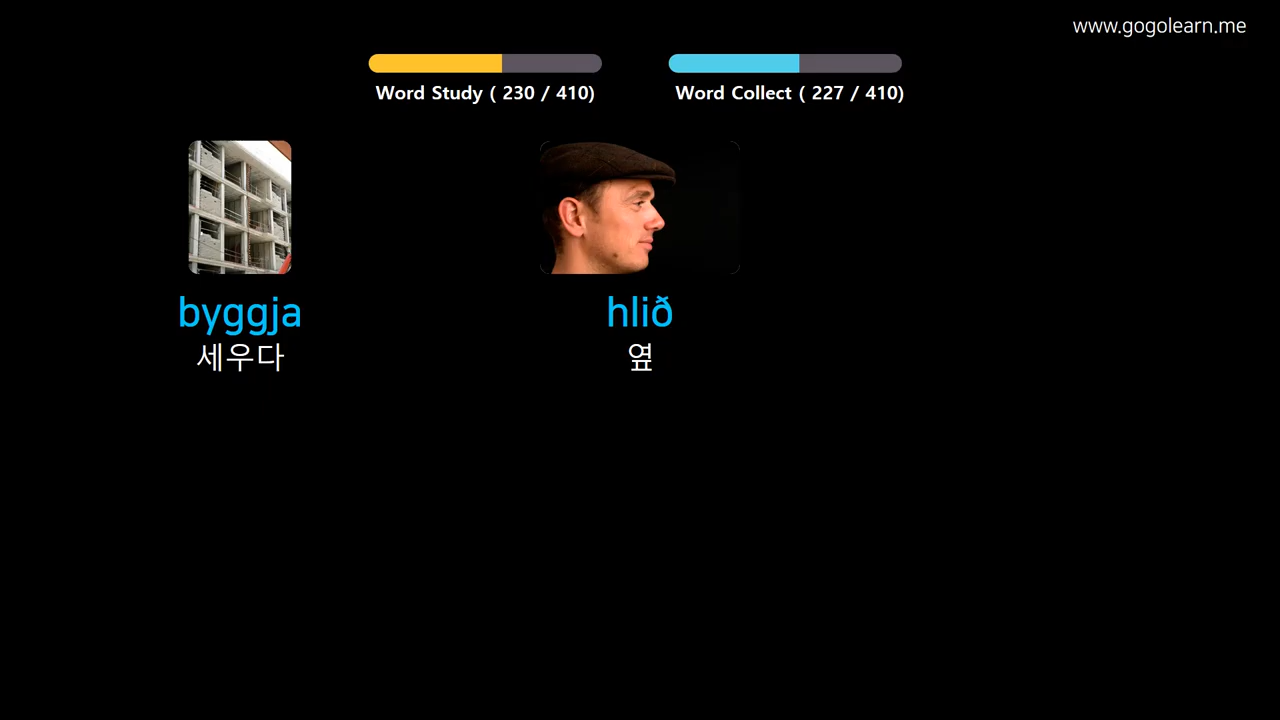 www.gogolearn.me
Word Study ( 230 / 410)
Word Collect ( 227 / 410)
byggja
세우다
hlið
옆